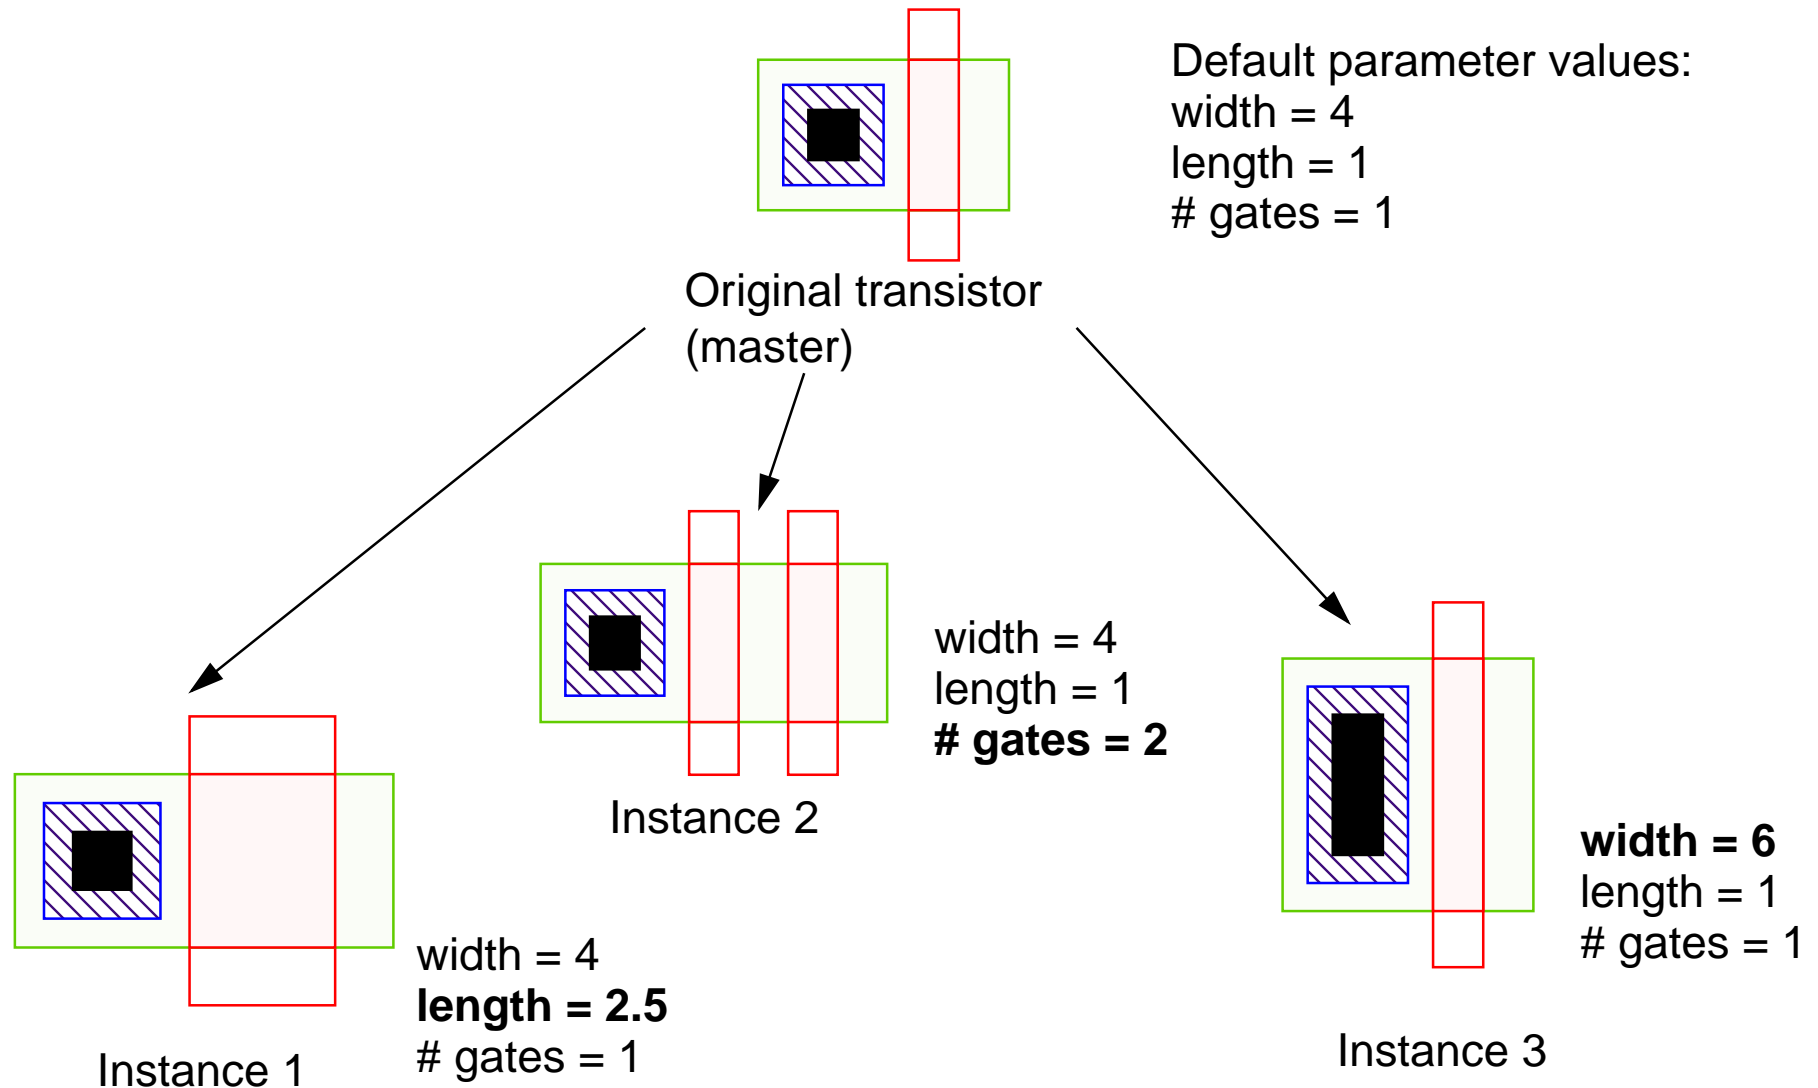 Default parameter values:
width = 4
length = 1
# gates = 1
Original transistor
(master)
width = 4
length = 1
# gates = 2
Instance 2
width = 6
length = 1
# gates = 1
width = 4
length = 2.5
# gates = 1
Instance 1
Instance 3